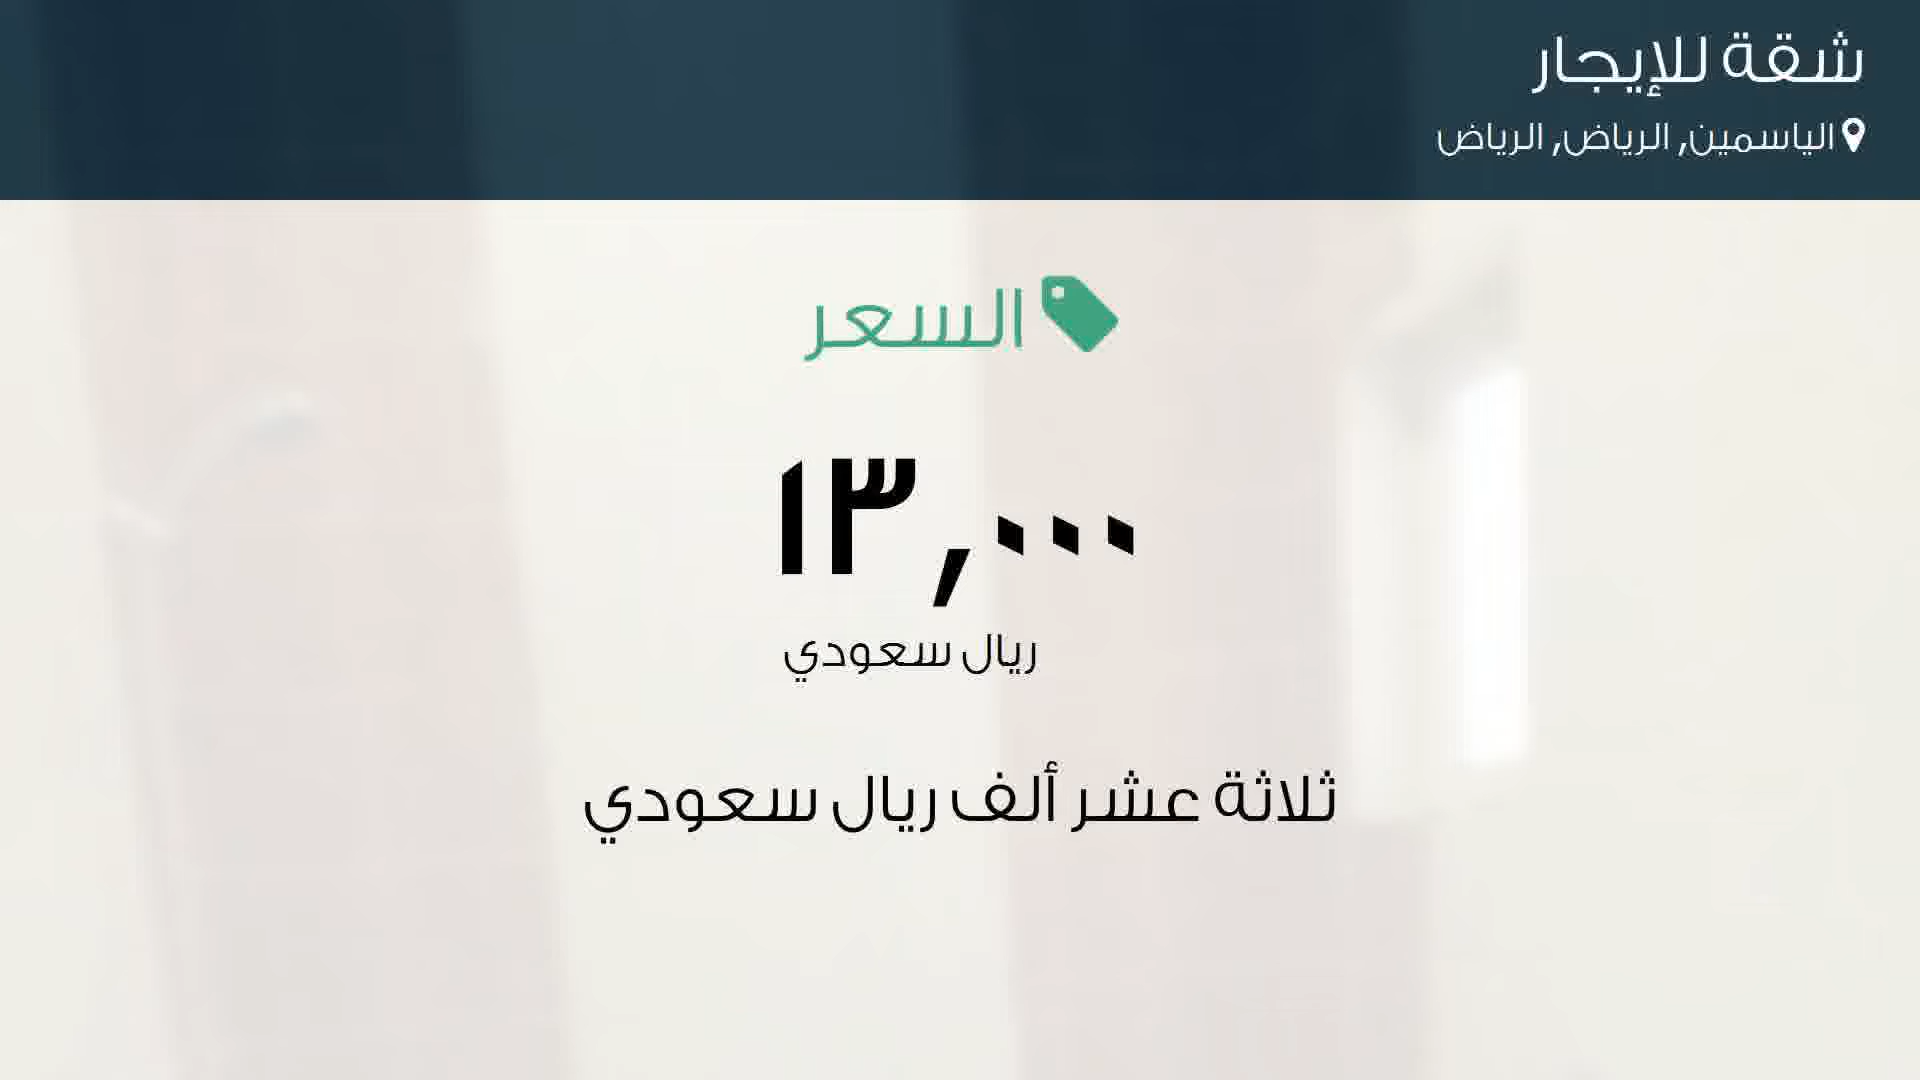 شقة للإيجار
الياسمين, الرياض, الرياض
السعر
١٣,٠٠٠
ريال سعودي
ثلاثة عشر ألف ريال سعودي